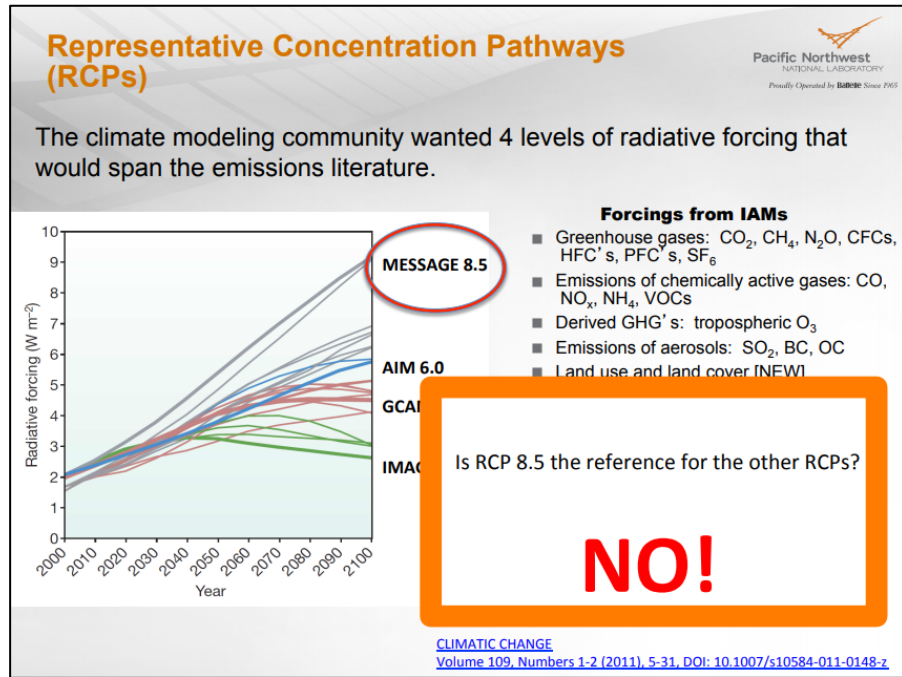 Representative Concentration Pathways
(RCPs)
Pacific Northwest
NATIONAL LABORATORY
Proudly Operated by Battelle Since 1965
The climate modeling community wanted 4 levels of radiative forcing that
would span the emissions literature.
Forcings from IAMs
Greenhouse gases: CO2, CH4, N2O, CFCs,
HFC's, PFC's, SF6
Emissions of chemically active gases: CO,
NOx, NH4, VOCs
Derived GHG's: tropospheric O3
Emissions of aerosols: SO2, BC, OC
Land use and land cover [NEW]
Radiative forcing (W m–2)
10
9
8
7
6
5
4
3
2
1
0
2000
2010
2020
2030
2040
2050
2060
2070
2080
2090
2100
Year
MESSAGE 8.5
AIM 6.0
Is RCP 8.5 the reference for the other RCPs?
NO!
CLIMATIC CHANGE
Volume 109, Numbers 1-2 (2011), 5-31, DOI: 10.1007/s10584-011-0148-z